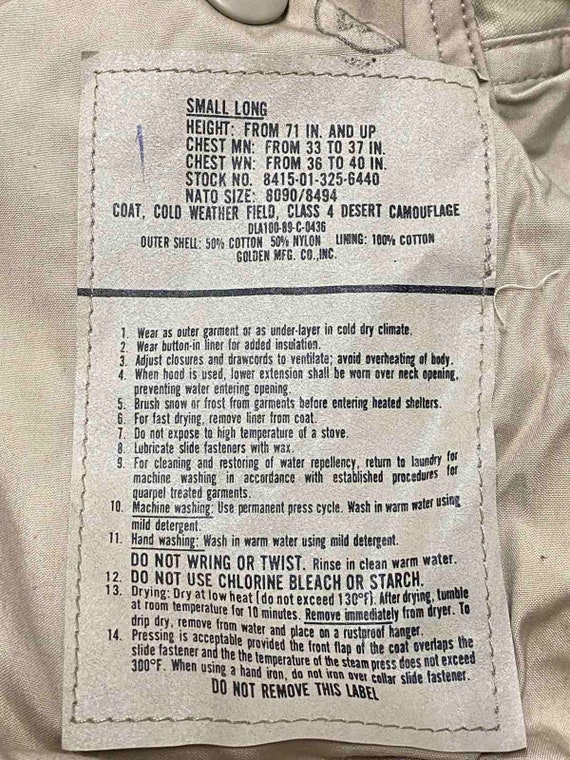 SMALL LONG
HEIGHT: FROM 71 IN. AND UP
CHEST MN: FROM 33 TO 37 IN.
CHEST WN: FROM 36 TO 40 IN.
STOCK NO. 8415-01-325-6440
NATO SIZE: 8090/8494
COAT, COLD WEATHER FIELD, CLASS 4 DESERT CAMOUFLAGE
DLA100-89-C-0436
OUTER SHELL: 50% COTTON 50% NYLON LINING: 100% COTTON
GOLDEN MFG. CO., INC.
1. Wear as outer garment or as under-layer in cold dry climate.
2. Wear button-in liner for added insulation.
3. Adjust closures and drawcords to ventilate; avoid overheating of body.
4. When hood is used, lower extension shall be worn over neck opening,
preventing water entering opening.
5. Brush snow or frost from garments before entering heated shelters.
6. For fast drying, remove liner from coat.
7. Do not expose to high temperature of a stove.
8. Lubricate slide fasteners with wax.
9. For cleaning and restoring of water repellency, return to laundry for
machine washing in accordance with established procedures for
quarpel treated garments.
10. Machine washing: Use permanent press cycle. Wash in warm water using
mild detergent.
11. Hand washing: Wash in warm water using mild detergent.
DO NOT WRING OR TWIST. Rinse in clean warm water.
12. DO NOT USE CHLORINE BLEACH OR STARCH.
13. Drying: Dry at low heat (do not exceed 130°F). After drying, tumble
at room temperature for 10 minutes. Remove immediately from dryer. To
drip dry, remove from water and place on a rustproof hanger.
14. Pressing is acceptable provided the front flap of the coat overlaps the
slide fastener and the the temperature of the steam press does not exceed
300°F. When using a hand iron, do not iron over collar slide fastener.
DO NOT REMOVE THIS LABEL